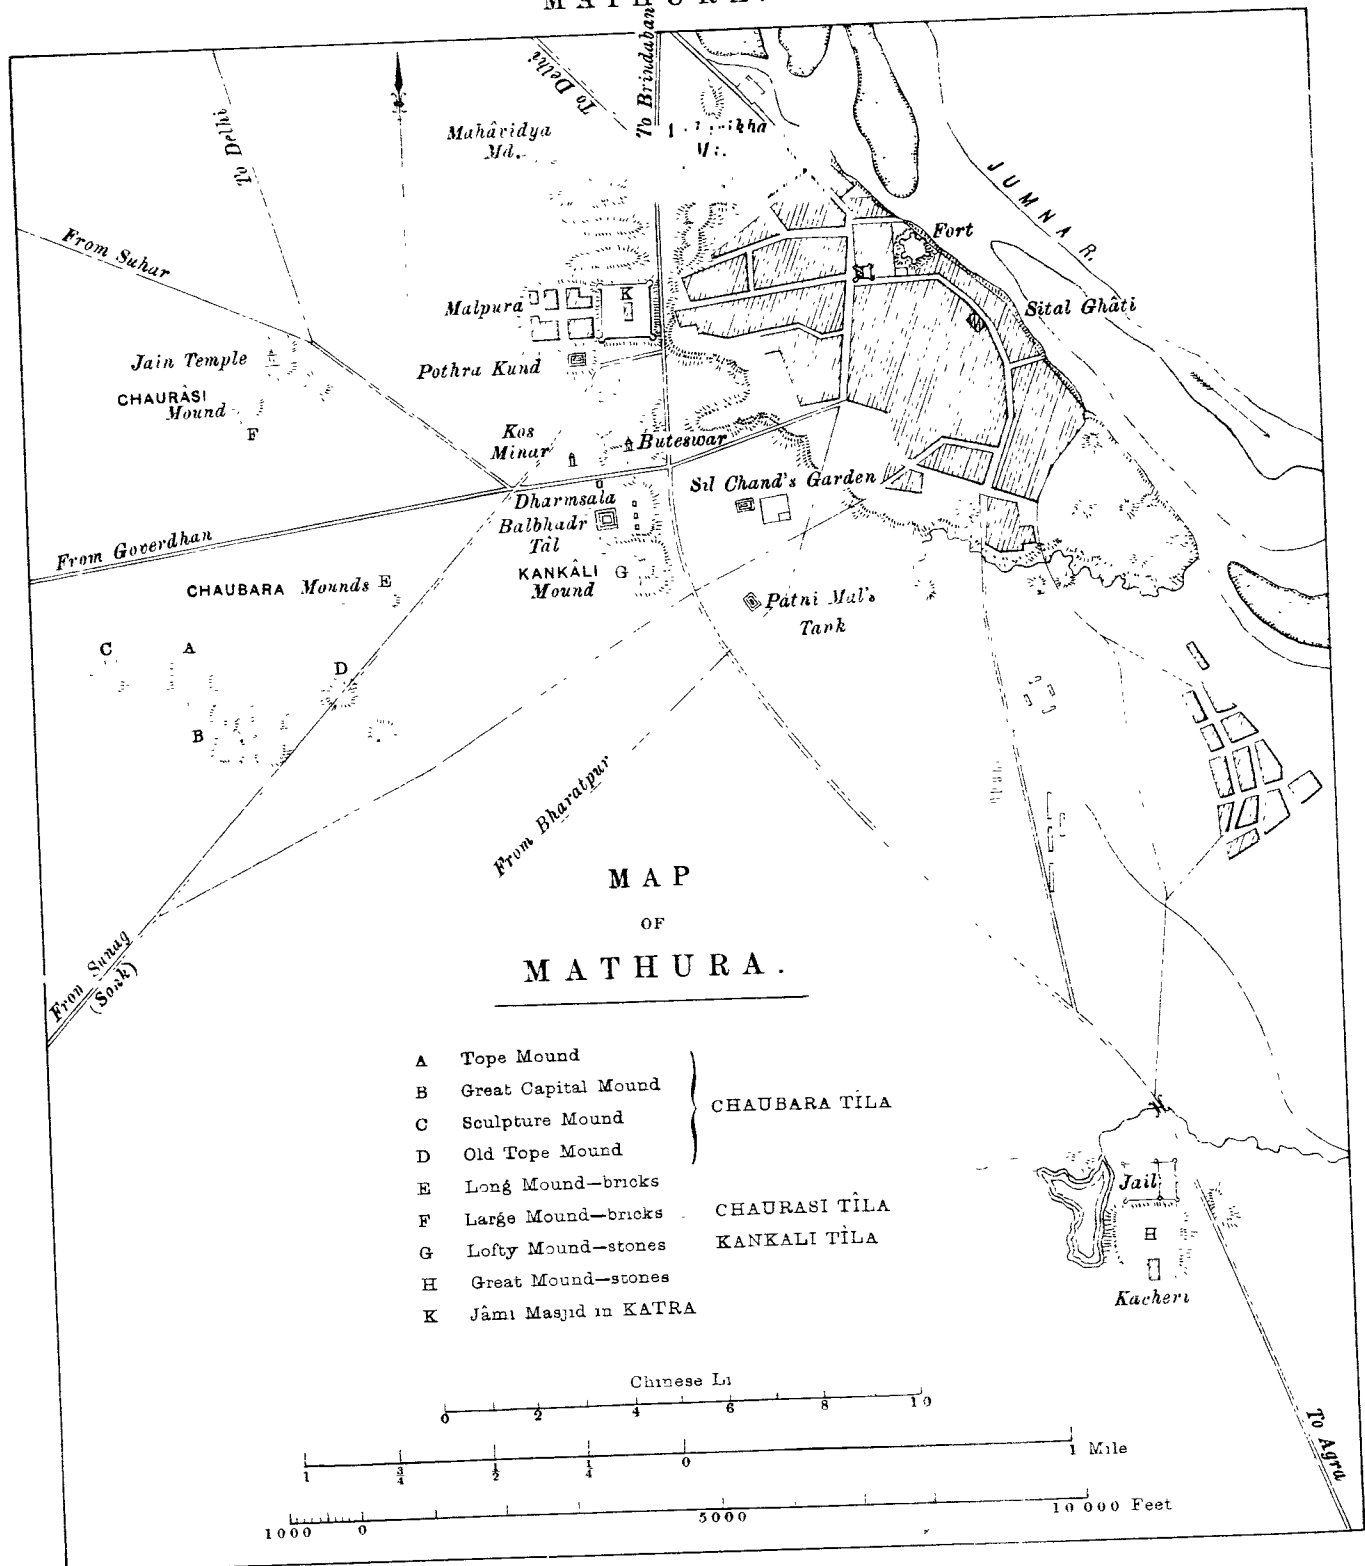 To Delhi
To Delhi
To Brindaban
Mahâvidya
Md.
JUMNA R.
From Suhar
Fort
Malpura
K
Sital Ghâti
Jain Temple
Pothra Kund
CHAURÂSI
Mound
F
Kos
Minar
Buteswar
Sil Chand's Garden
Dharmsala
Balbhadr
Tâl
From Goverdhan
KANKÂLI G
Mound
CHAUBARA Mounds E
Patni Mal's
Tank
C
A
D
B
From Bharatpur
From Sunag
(Sonk)
MAP
OF
MATHURA.
A Tope Mound
B Great Capital Mound
C Sculpture Mound
D Old Tope Mound
CHAUBARA TÎLA
E Long Mound—bricks
F Large Mound—bricks CHAURASI TÎLA
G Lofty Mound—stones KANKALI TÎLA
H Great Mound—stones
K Jâmi Masjid in KATRA
Jail
H
Kacheri
To Agra
Chinese Li
0 2 4 6 8 10
1 3/4 1/2 1/4 0 1 Mile
1000 0 5000 10 000 Feet